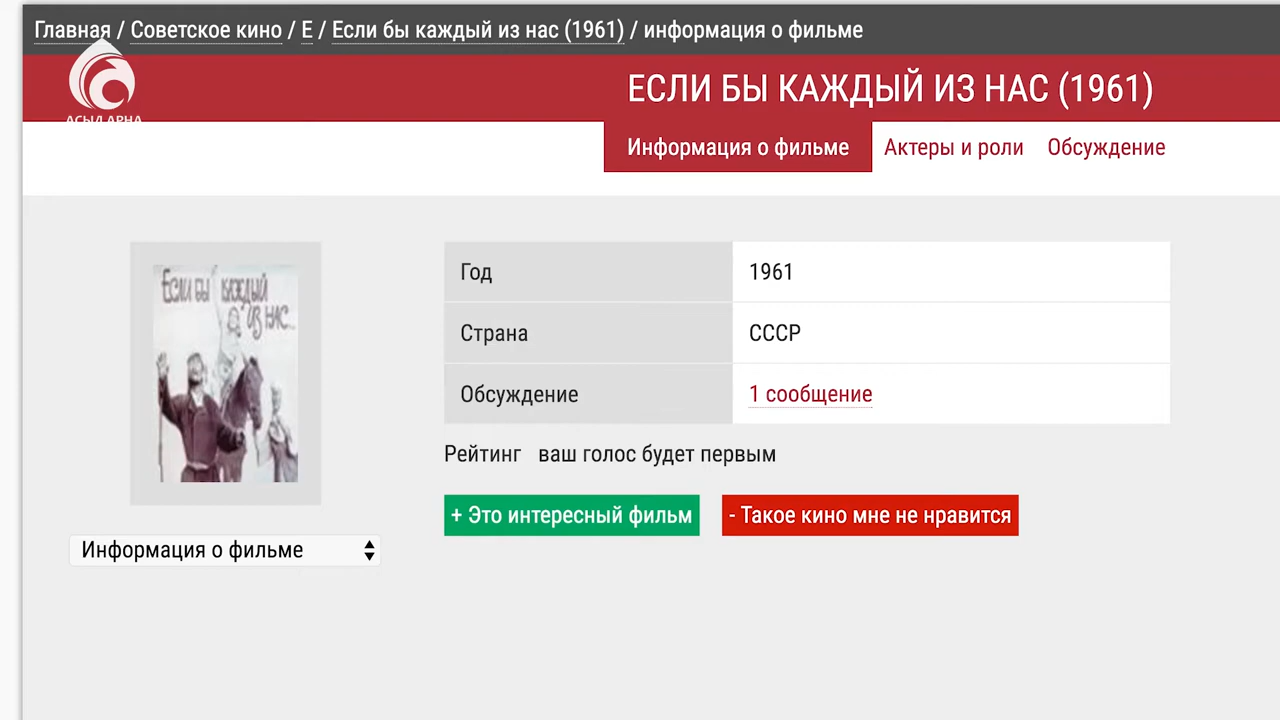 Главная / Советское кино / Е / Если бы каждый из нас (1961) / информация о фильме
АСЫЛ АРНА
ЕСЛИ БЫ КАЖДЫЙ ИЗ НАС (1961)
Информация о фильме Актеры и роли Обсуждение
Если бы каждый
из нас...
Год 1961
Страна СССР
Обсуждение 1 сообщение
Рейтинг ваш голос будет первым
+ Это интересный фильм - Такое кино мне не нравится
Информация о фильме